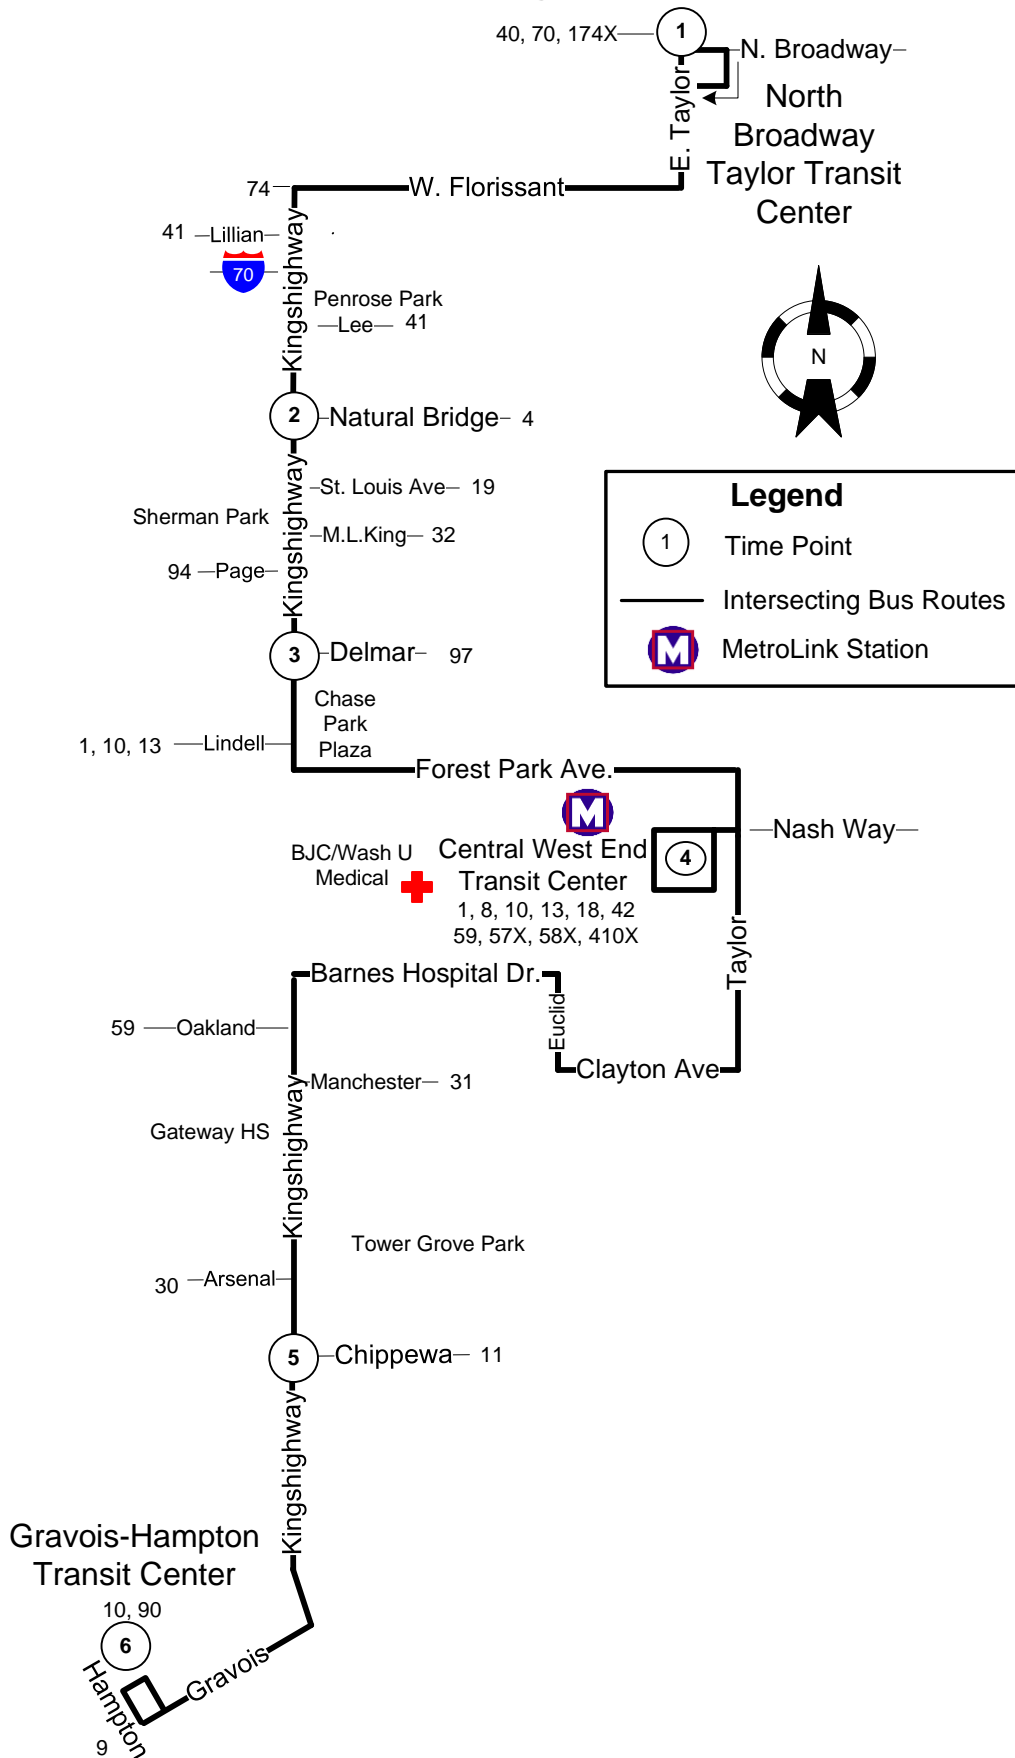 40, 70, 174X
1
N. Broadway
E. Taylor
North
Broadway
Taylor Transit
Center
74
W. Florissant
41
Lillian
70
Kingshighway
Penrose Park
Lee
41
N
2
Natural Bridge
4
Kingshighway
St. Louis Ave
19
Sherman Park
M.L.King
32
94
Page
Legend
1
Time Point
Intersecting Bus Routes
M
MetroLink Station
3
Delmar
97
Chase
Park
Plaza
1, 10, 13
Lindell
Forest Park Ave.
M
Nash Way
BJC/Wash U
Medical
Central West End
Transit Center
1, 8, 10, 13, 18, 42
59, 57X, 58X, 410X
4
Taylor
Barnes Hospital Dr.
Euclid
59
Oakland
Clayton Ave
Manchester
31
Kingshighway
Gateway HS
Tower Grove Park
30
Arsenal
5
Chippewa
11
Kingshighway
Gravois-Hampton
Transit Center
10, 90
6
Gravois
Hampton
9